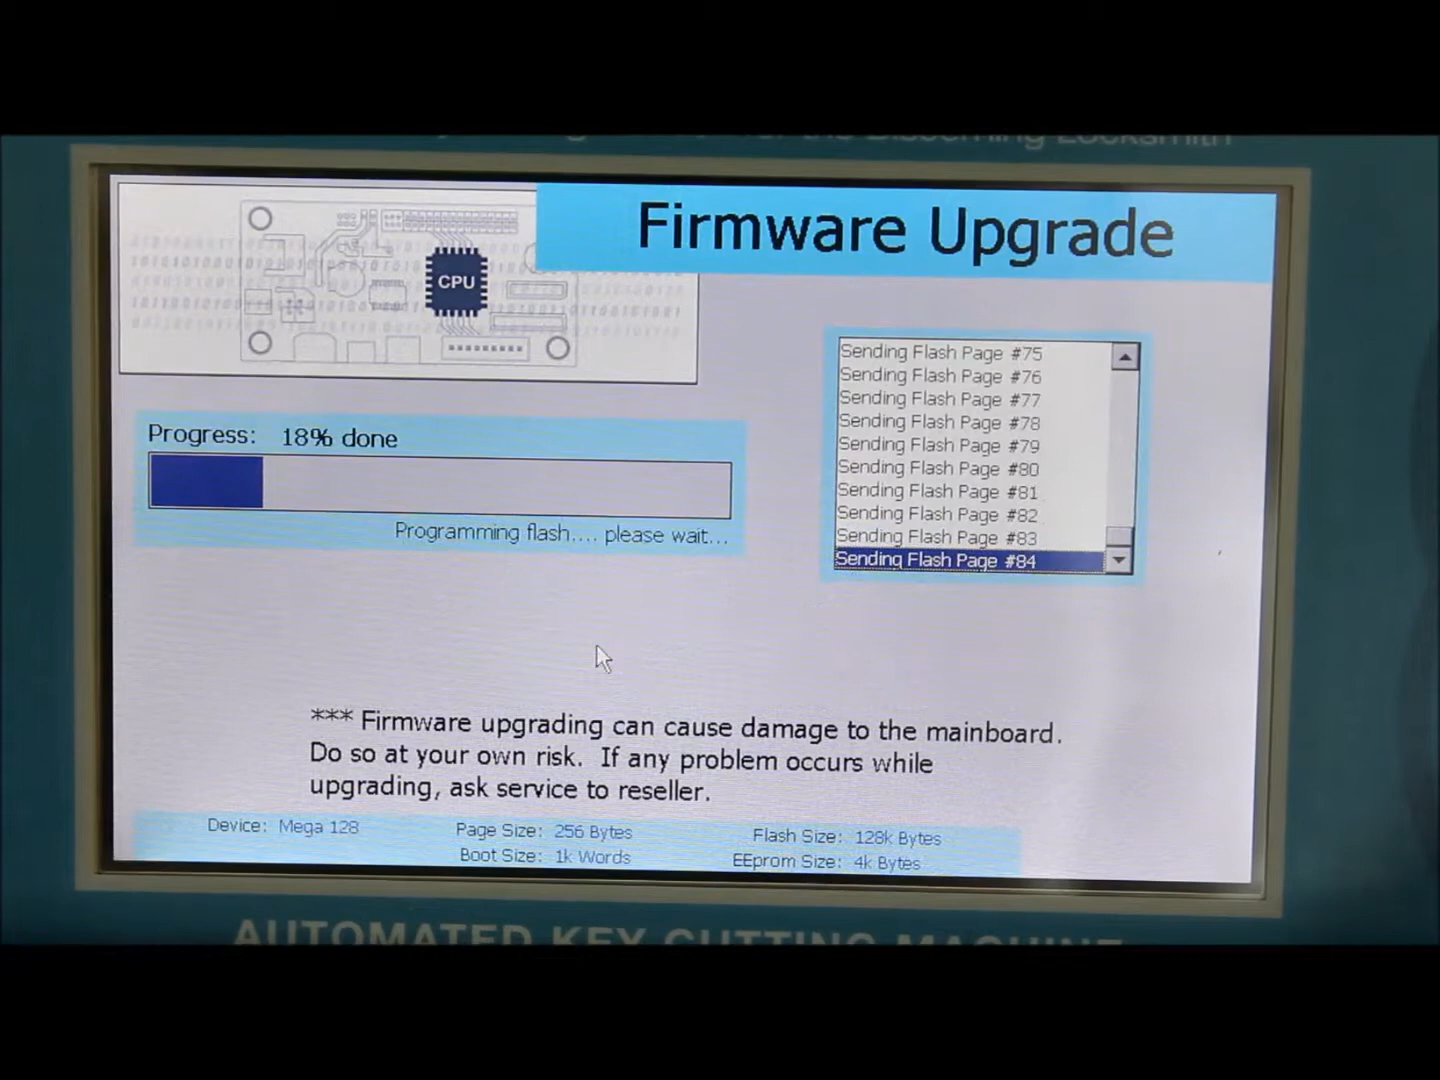 the Discerning Locksmith
Firmware Upgrade
CPU
Sending Flash Page #75
Sending Flash Page #76
Sending Flash Page #77
Sending Flash Page #78
Sending Flash Page #79
Sending Flash Page #80
Sending Flash Page #81
Sending Flash Page #82
Sending Flash Page #83
Sending Flash Page #84
Progress: 18% done
Programming flash.... please wait...
*** Firmware upgrading can cause damage to the mainboard.
Do so at your own risk. If any problem occurs while
upgrading, ask service to reseller.
Device: Mega 128 Page Size: 256 Bytes Flash Size: 128k Bytes
Boot Size: 1k Words EEprom Size: 4k Bytes
AUTOMATED KEY CUTTING MACHINE